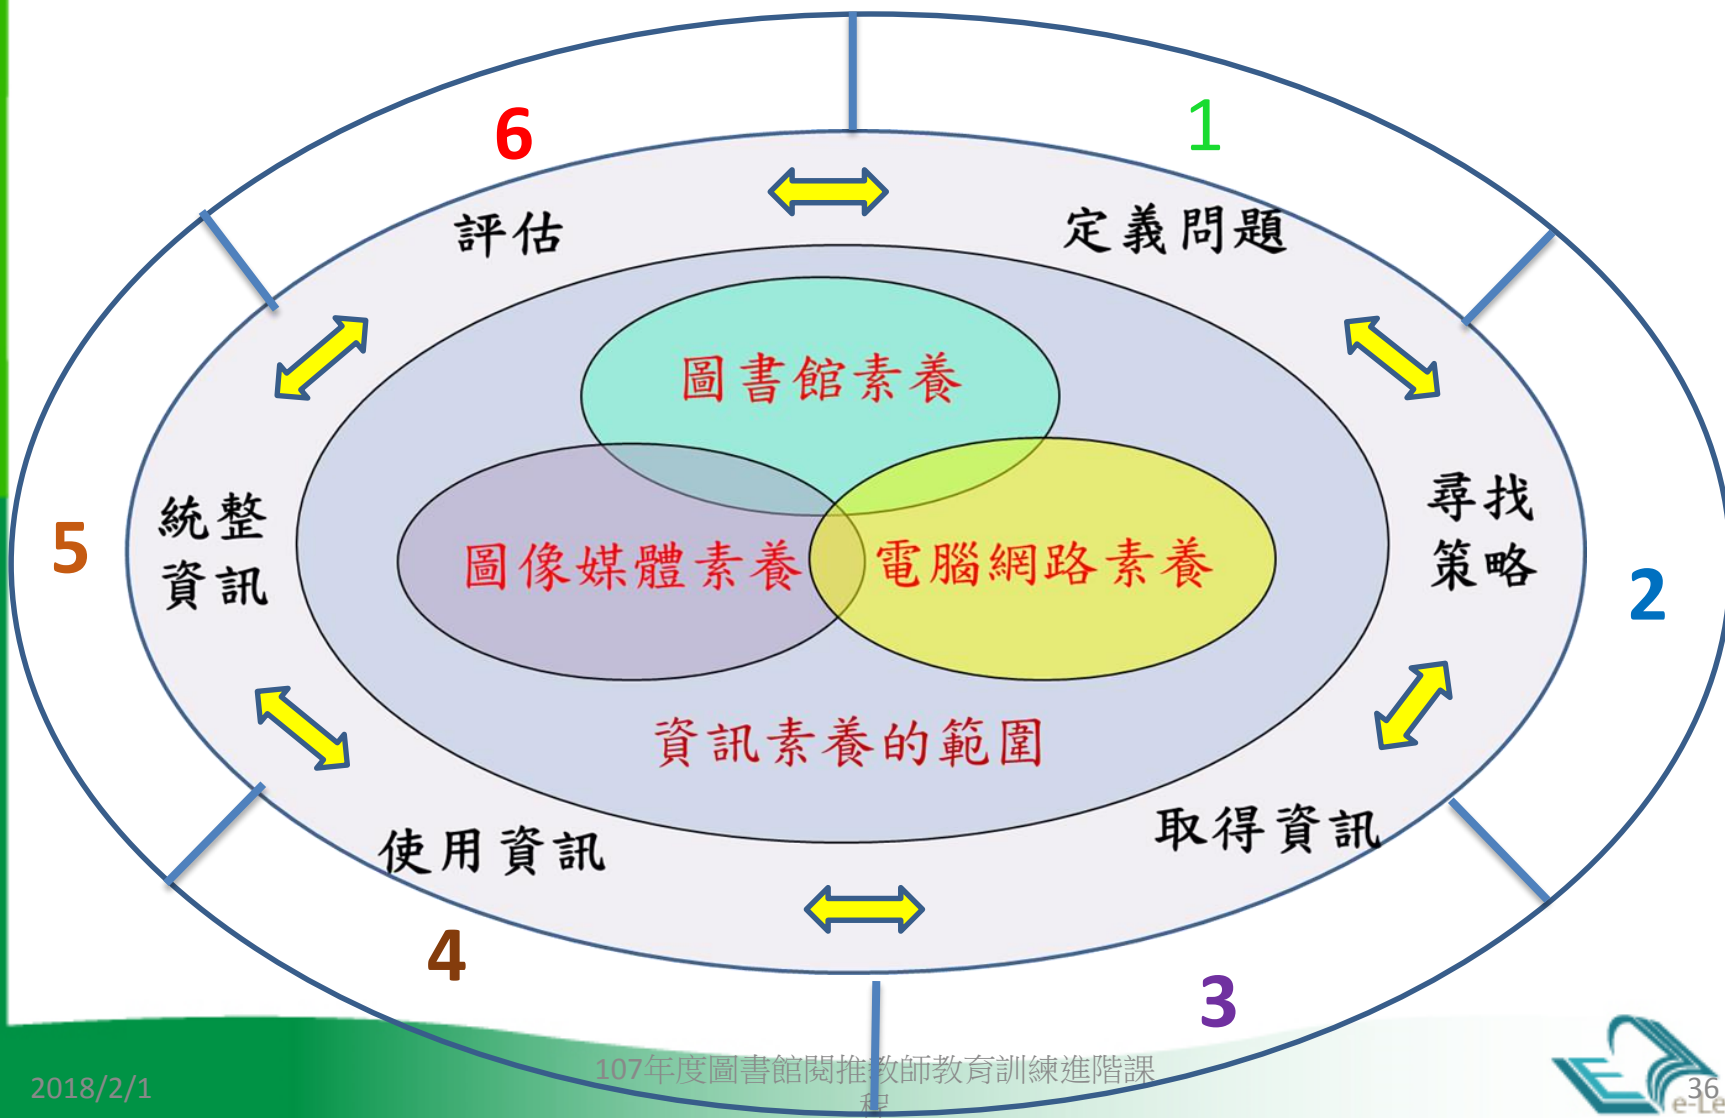 6
1
評估
定義問題
圖書館素養
5
統整
資訊
圖像媒體素養
電腦網路素養
尋找
策略
2
資訊素養的範圍
使用資訊
取得資訊
4
3
107年度圖書館閱推教師教育訓練進階課
程
2018/2/1
36
e-Le